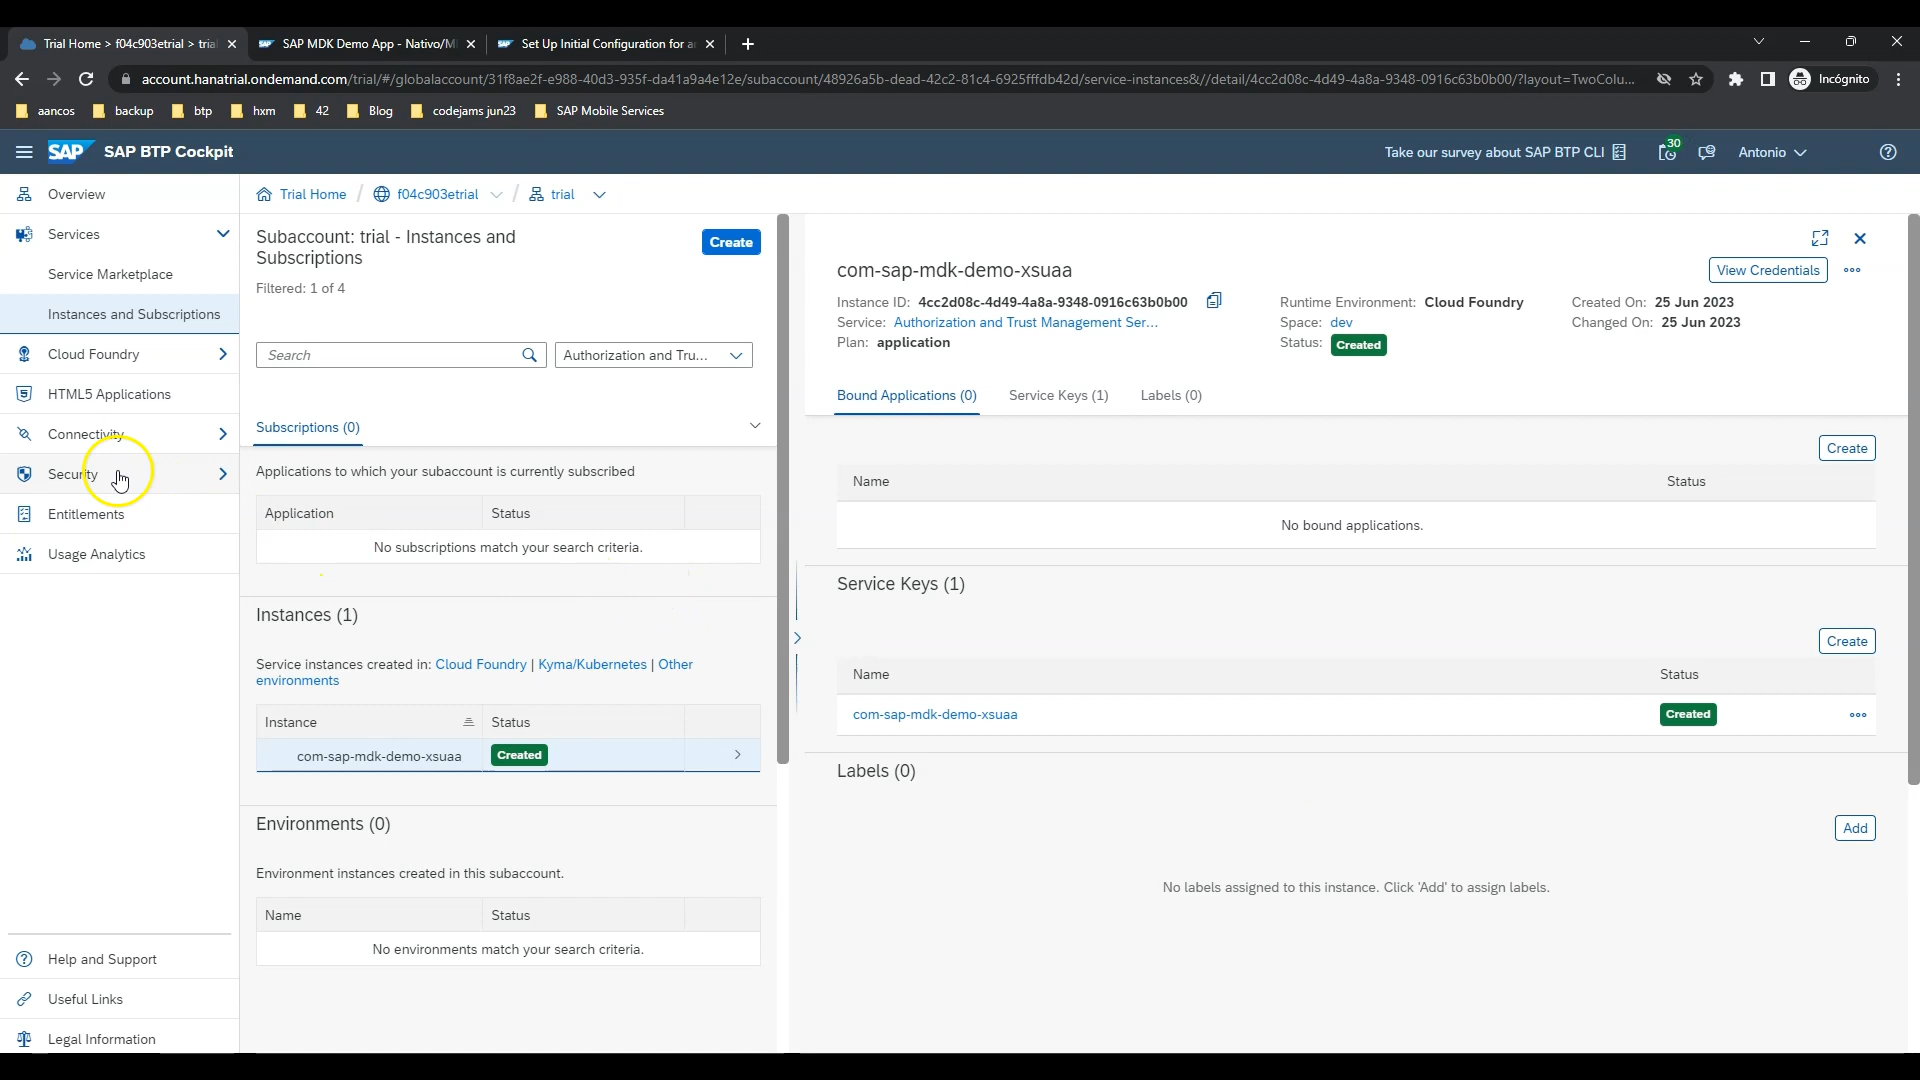 Trial Home > f04c903etrial > tria
SAP MDK Demo App - Nativo/M
Set Up Initial Configuration for a
account.hanatrial.ondemand.com/trial/#/globalaccount/31f8ae2f-e988-40d3-935f-da41a9a4e12e/subaccount/48926a5b-dead-42c2-81c4-6925fffdb42d/service-instances&//detail/4cc2d08c-4d49-4a8a-9348-0916c63b0b00/?layout=TwoColu...
Incógnito
aancos
backup
btp
hxm
42
Blog
codejams jun23
SAP Mobile Services
SAP
SAP BTP Cockpit
Take our survey about SAP BTP CLI
30
Antonio
Overview
Services
Service Marketplace
Instances and Subscriptions
Cloud Foundry
HTML5 Applications
Connectivity
Security
Entitlements
Usage Analytics
Help and Support
Useful Links
Legal Information
Trial Home / f04c903etrial / trial
Subaccount: trial - Instances and
Subscriptions
Create
Filtered: 1 of 4
Search
Authorization and Tru...
Subscriptions (0)
Applications to which your subaccount is currently subscribed
Application Status
No subscriptions match your search criteria.
Instances (1)
Service instances created in: Cloud Foundry | Kyma/Kubernetes | Other
environments
Instance Status
com-sap-mdk-demo-xsuaa Created
Environments (0)
Environment instances created in this subaccount.
Name Status
No environments match your search criteria.
com-sap-mdk-demo-xsuaa
View Credentials
Instance ID: 4cc2d08c-4d49-4a8a-9348-0916c63b0b00
Service: Authorization and Trust Management Ser...
Plan: application
Runtime Environment: Cloud Foundry
Space: dev
Status: Created
Created On: 25 Jun 2023
Changed On: 25 Jun 2023
Bound Applications (0)
Service Keys (1)
Labels (0)
Create
Name Status
No bound applications.
Service Keys (1)
Create
Name Status
com-sap-mdk-demo-xsuaa Created
Labels (0)
Add
No labels assigned to this instance. Click 'Add' to assign labels.